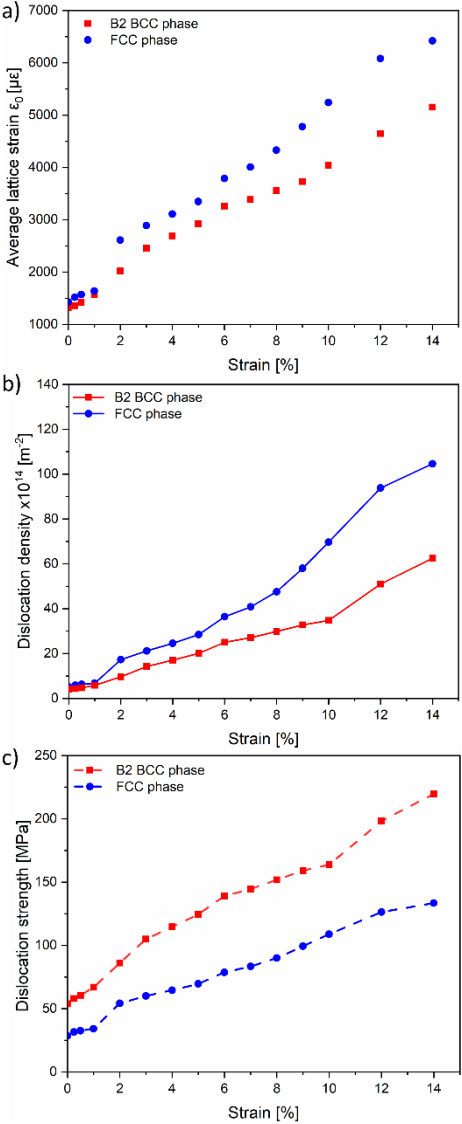 a)
7000
6000
5000
4000
3000
2000
1000
B2 BCC phase
FCC phase
Average lattice strain ε0 [µε]
0 2 4 6 8 10 12 14
Strain [%]
b)
140
120
100
80
60
40
20
0
B2 BCC phase
FCC phase
Dislocation density x10^14 [m^-2]
0 2 4 6 8 10 12 14
Strain [%]
c)
250
200
150
100
50
0
B2 BCC phase
FCC phase
Dislocation strength [MPa]
0 2 4 6 8 10 12 14
Strain [%]